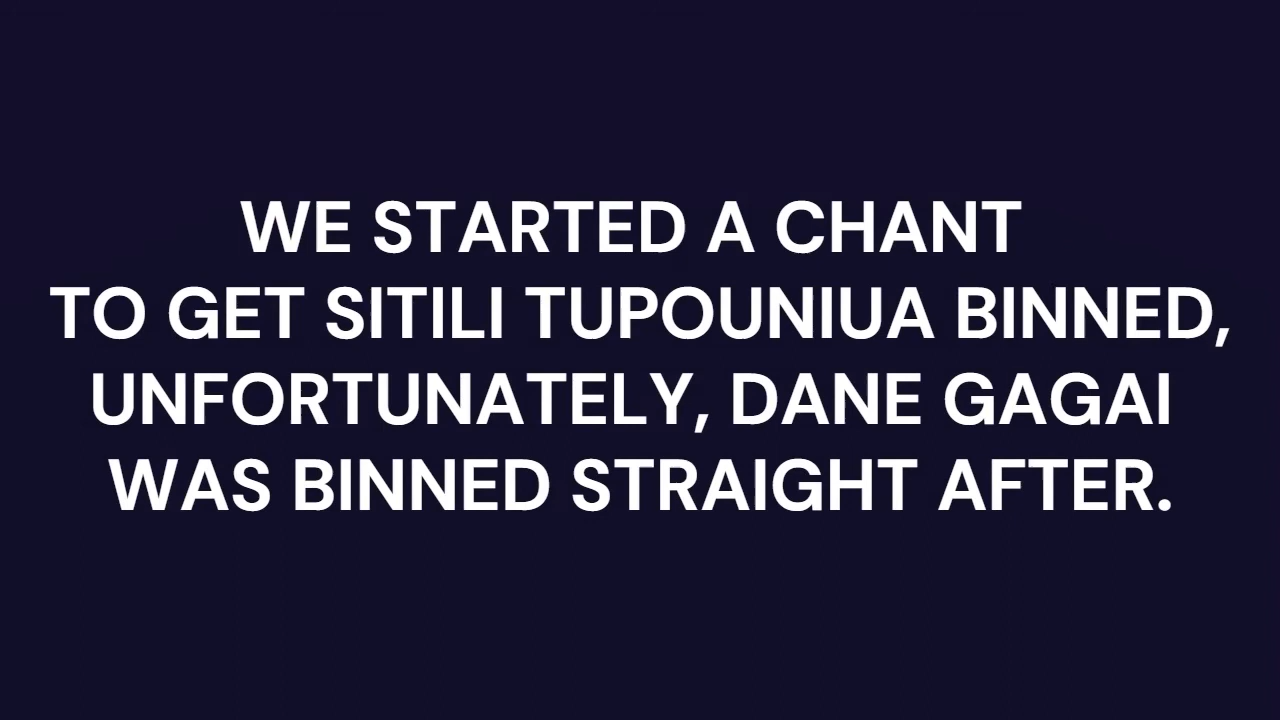 WE STARTED A CHANT
TO GET SITILI TUPOUNIUA BINNED,
UNFORTUNATELY, DANE GAGAI
WAS BINNED STRAIGHT AFTER.